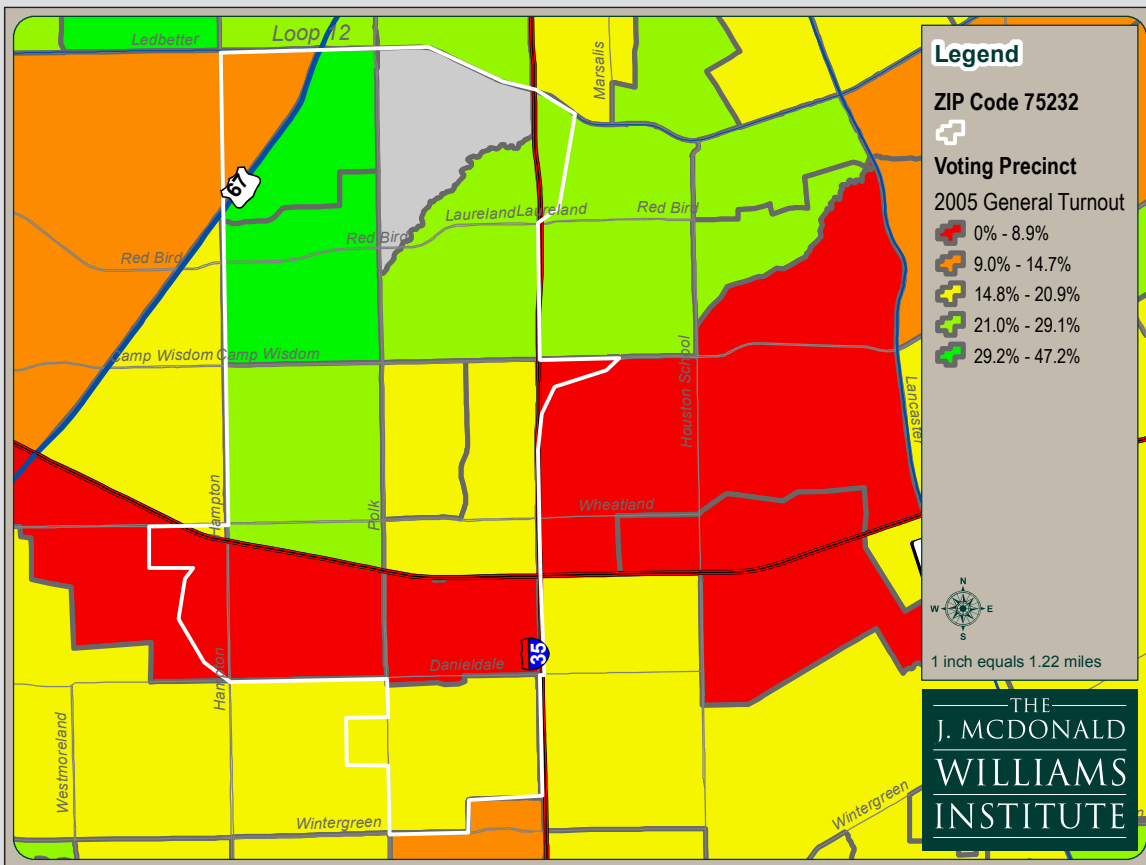 Ledbetter
Loop 12
Marsalis
67
Laureland
Laureland
Red Bird
Red Bird
Red Bird
Camp Wisdom
Camp Wisdom
Houston School
Lancaster
Hampton
Polk
Wheatland
35
Danieldale
Hampton
Westmoreland
Wintergreen
Wintergreen
Legend
ZIP Code 75232
Voting Precinct
2005 General Turnout
0% - 8.9%
9.0% - 14.7%
14.8% - 20.9%
21.0% - 29.1%
29.2% - 47.2%
N
W E
S
1 inch equals 1.22 miles
THE
J. MCDONALD
WILLIAMS
INSTITUTE